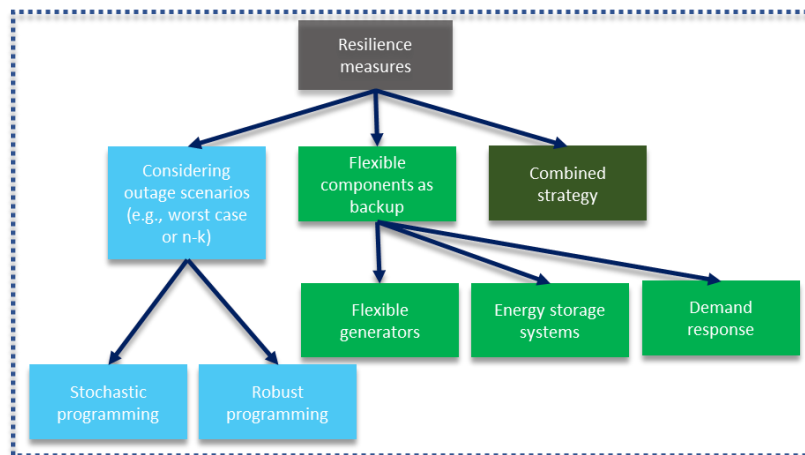 Resilience
measures
Considering
outage scenarios
(e.g., worst case
or n-k)
Flexible
components as
backup
Combined
strategy
Flexible
generators
Energy storage
systems
Demand
response
Stochastic
programming
Robust
programming